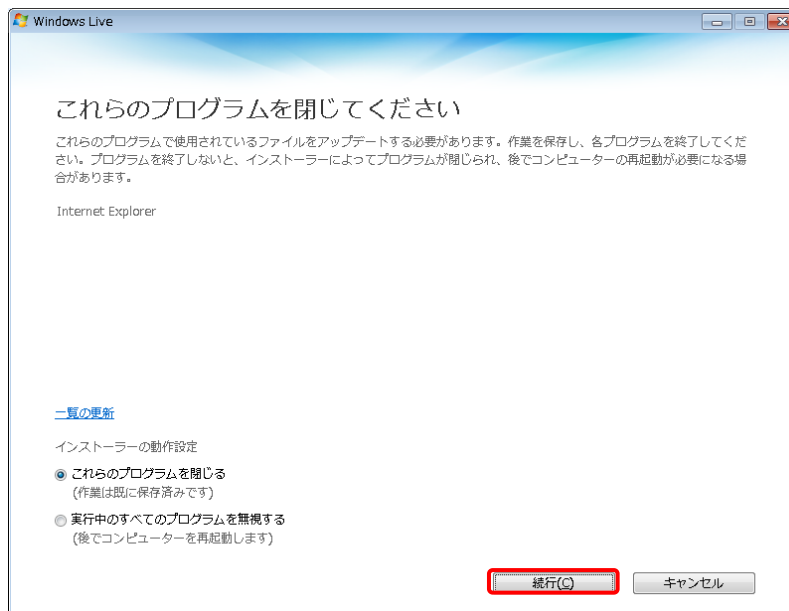 Windows Live
これらのプログラムを閉じてください
これらのプログラムで使用されているファイルをアップデートする必要があります。作業を保存し、各プログラムを終了してくだ
さい。プログラムを終了しないと、インストーラーによってプログラムが閉じられ、後でコンピューターの再起動が必要になる場
合があります。
Internet Explorer
一覧の更新
インストーラーの動作設定
これらのプログラムを閉じる
(作業は既に保存済みです)
実行中のすべてのプログラムを無視する
(後でコンピューターを再起動します)
続行(C) キャンセル